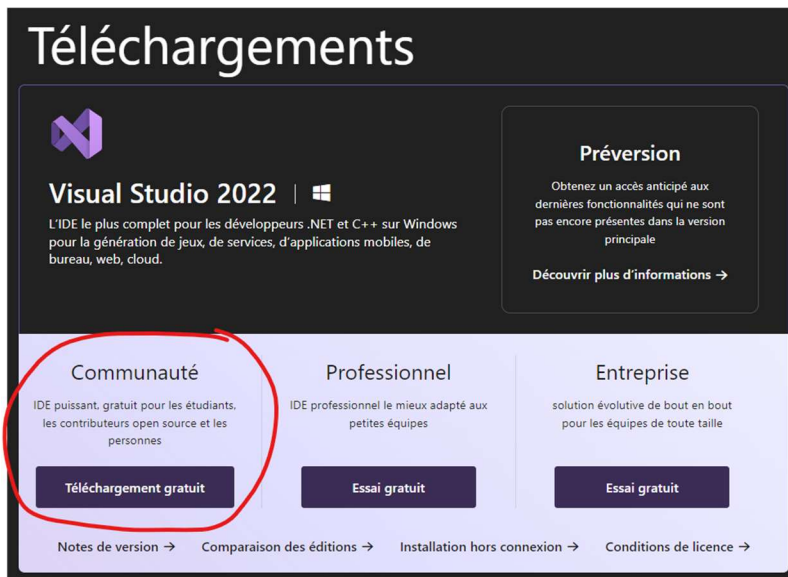 Téléchargements
Visual Studio 2022
L'IDE le plus complet pour les développeurs .NET et C++ sur Windows
pour la génération de jeux, de services, d'applications mobiles, de
bureau, web, cloud.
Préversion
Obtenez un accès anticipé aux
dernières fonctionnalités qui ne sont
pas encore présentes dans la version
principale
Découvrir plus d'informations →
Communauté
IDE puissant, gratuit pour les étudiants,
les contributeurs open source et les
personnes
Téléchargement gratuit
Professionnel
IDE professionnel le mieux adapté aux
petites équipes
Essai gratuit
Entreprise
solution évolutive de bout en bout
pour les équipes de toute taille
Essai gratuit
Notes de version → Comparaison des éditions → Installation hors connexion → Conditions de licence →